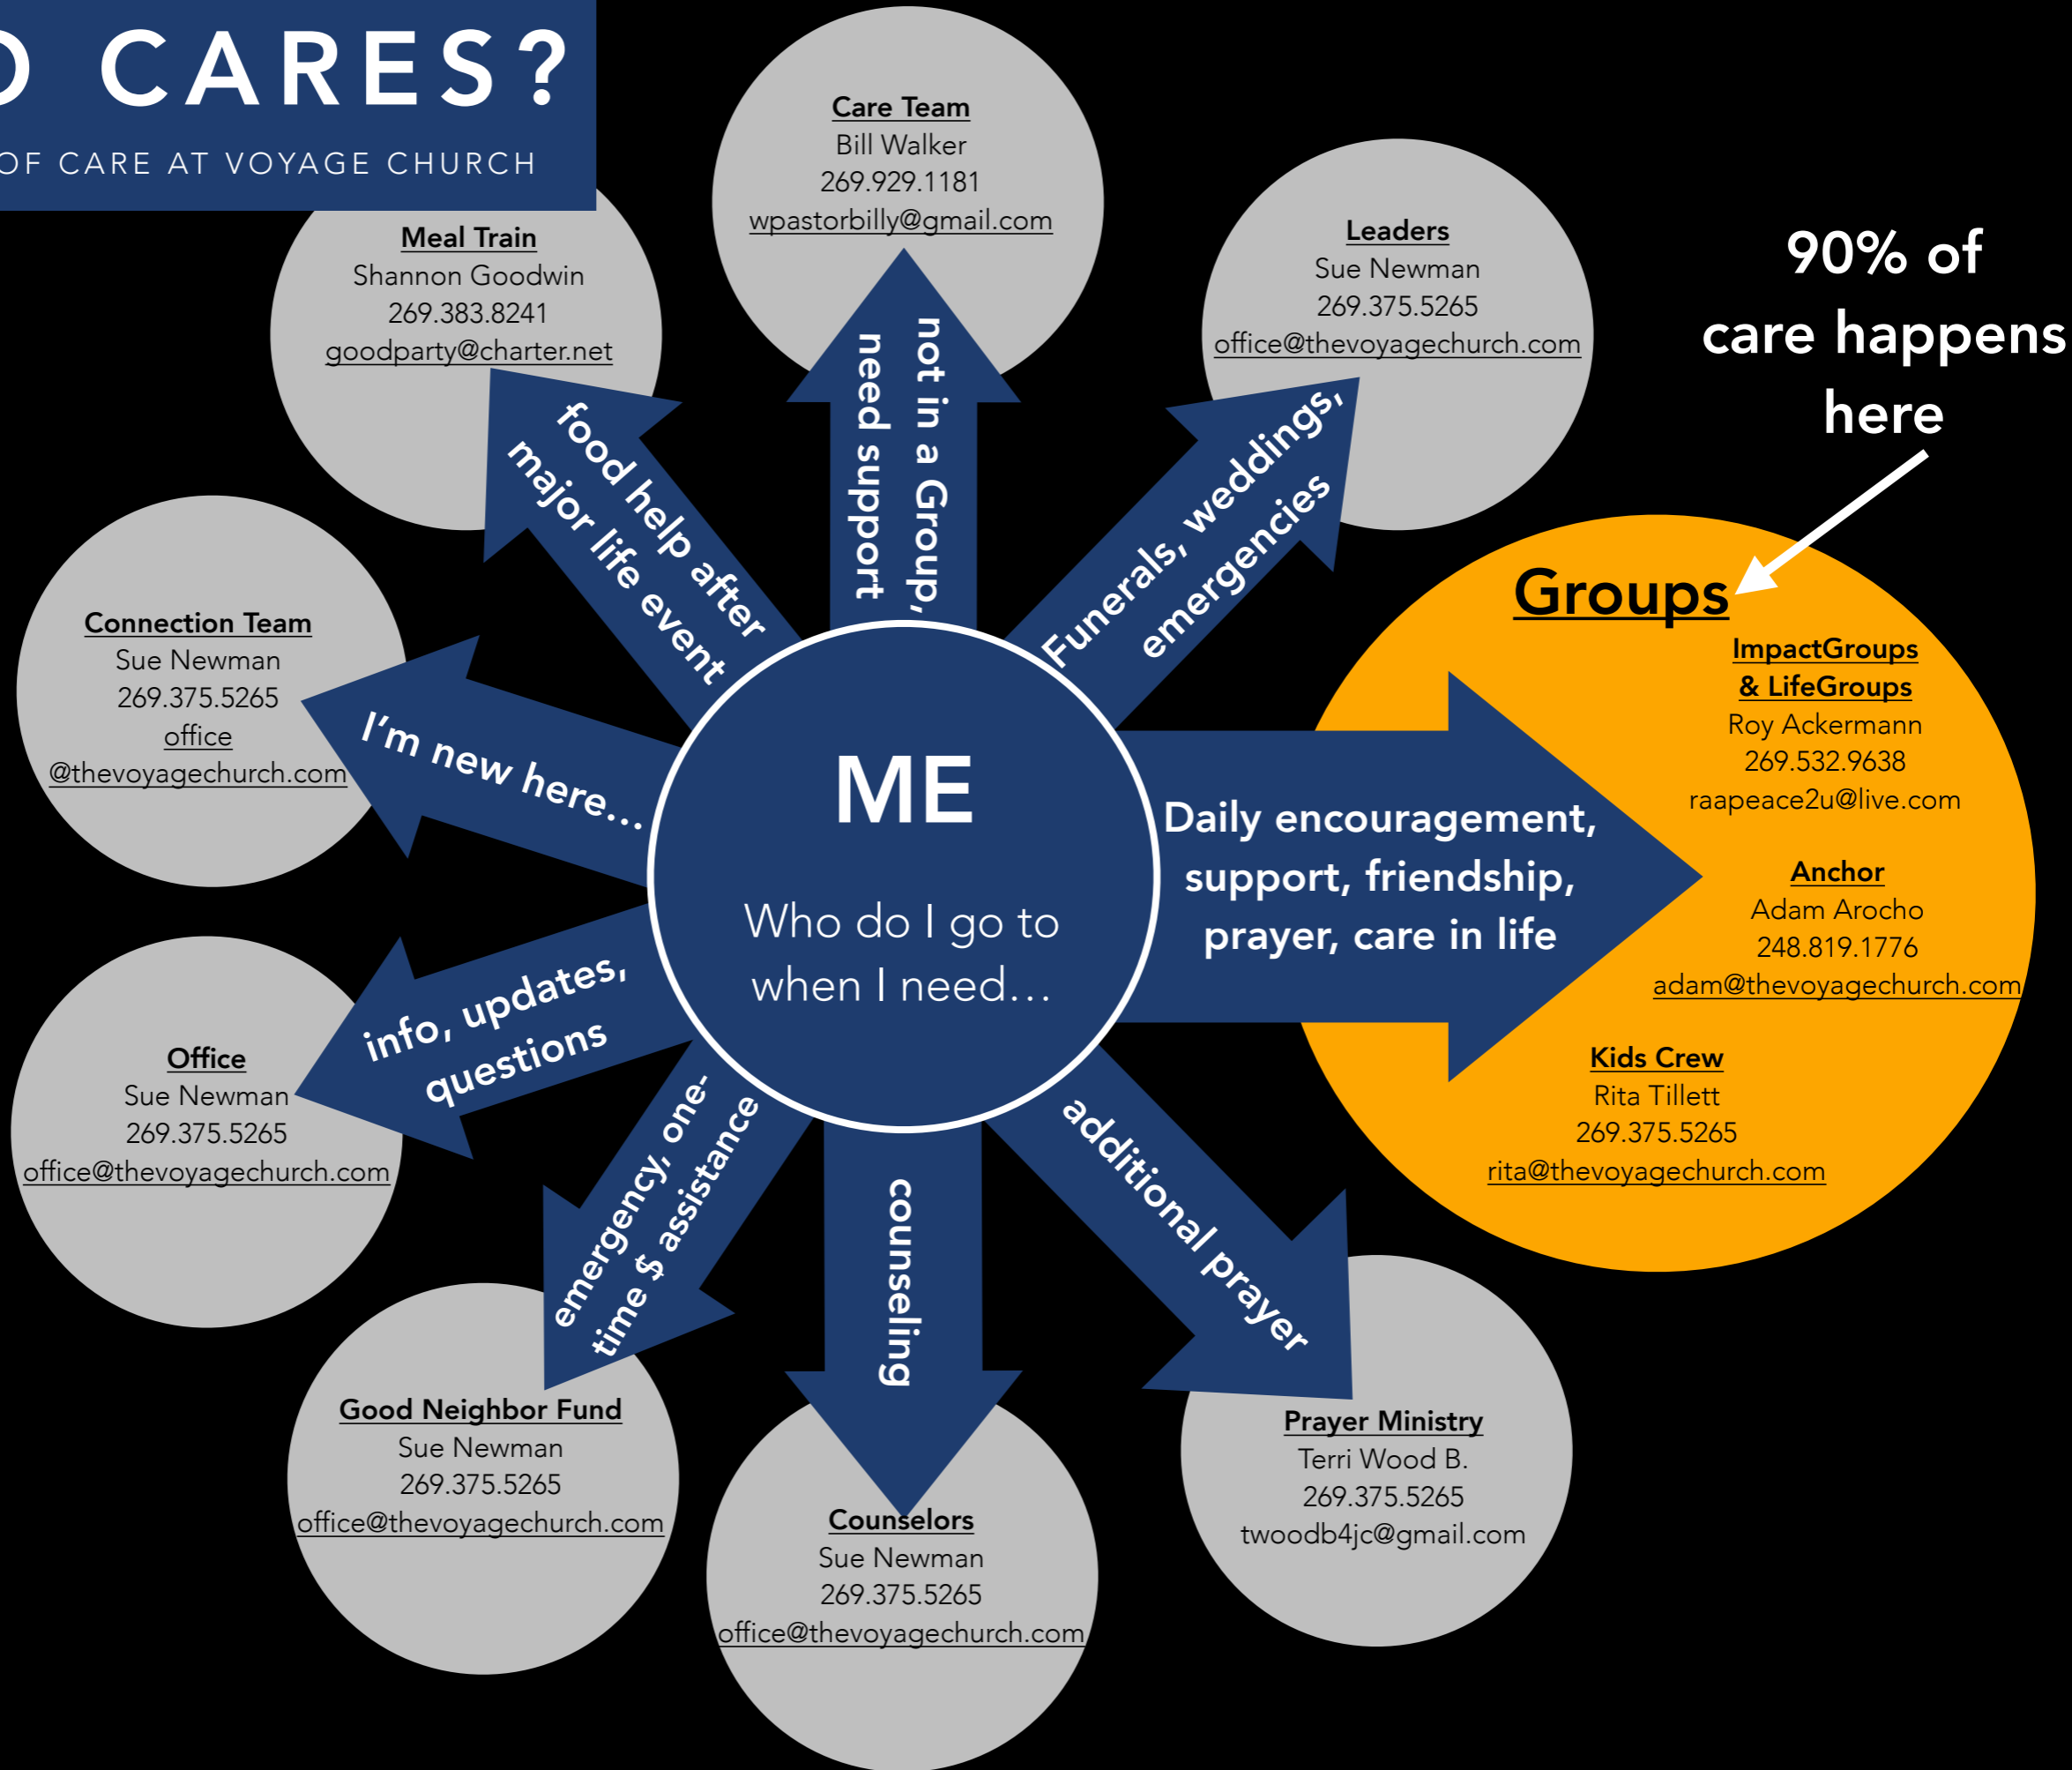 CARES?
OF CARE AT VOYAGE CHURCH
Care Team
Bill Walker
269.929.1181
wpastorbilly@gmail.com
Meal Train
Shannon Goodwin
269.383.8241
goodparty@charter.net
Leaders
Sue Newman
269.375.5265
office@thevoyagechurch.com
90% of
care happens
here
food help after
major life event
not in a Group,
need support
Funerals, weddings,
emergencies
Connection Team
Sue Newman
269.375.5265
office
@thevoyagechurch.com
I'm new here...
Groups
ImpactGroups
& LifeGroups
Roy Ackermann
269.532.9638
raapeace2u@live.com
Anchor
Adam Arocho
248.819.1776
adam@thevoyagechurch.com
Kids Crew
Rita Tillett
269.375.5265
rita@thevoyagechurch.com
ME
Who do I go to
when I need...
Daily encouragement,
support, friendship,
prayer, care in life
info, updates,
questions
Office
Sue Newman
269.375.5265
office@thevoyagechurch.com
emergency, one-
time $ assistance
counseling
additional prayer
Good Neighbor Fund
Sue Newman
269.375.5265
office@thevoyagechurch.com
Counselors
Sue Newman
269.375.5265
office@thevoyagechurch.com
Prayer Ministry
Terri Wood B.
269.375.5265
twoodb4jc@gmail.com